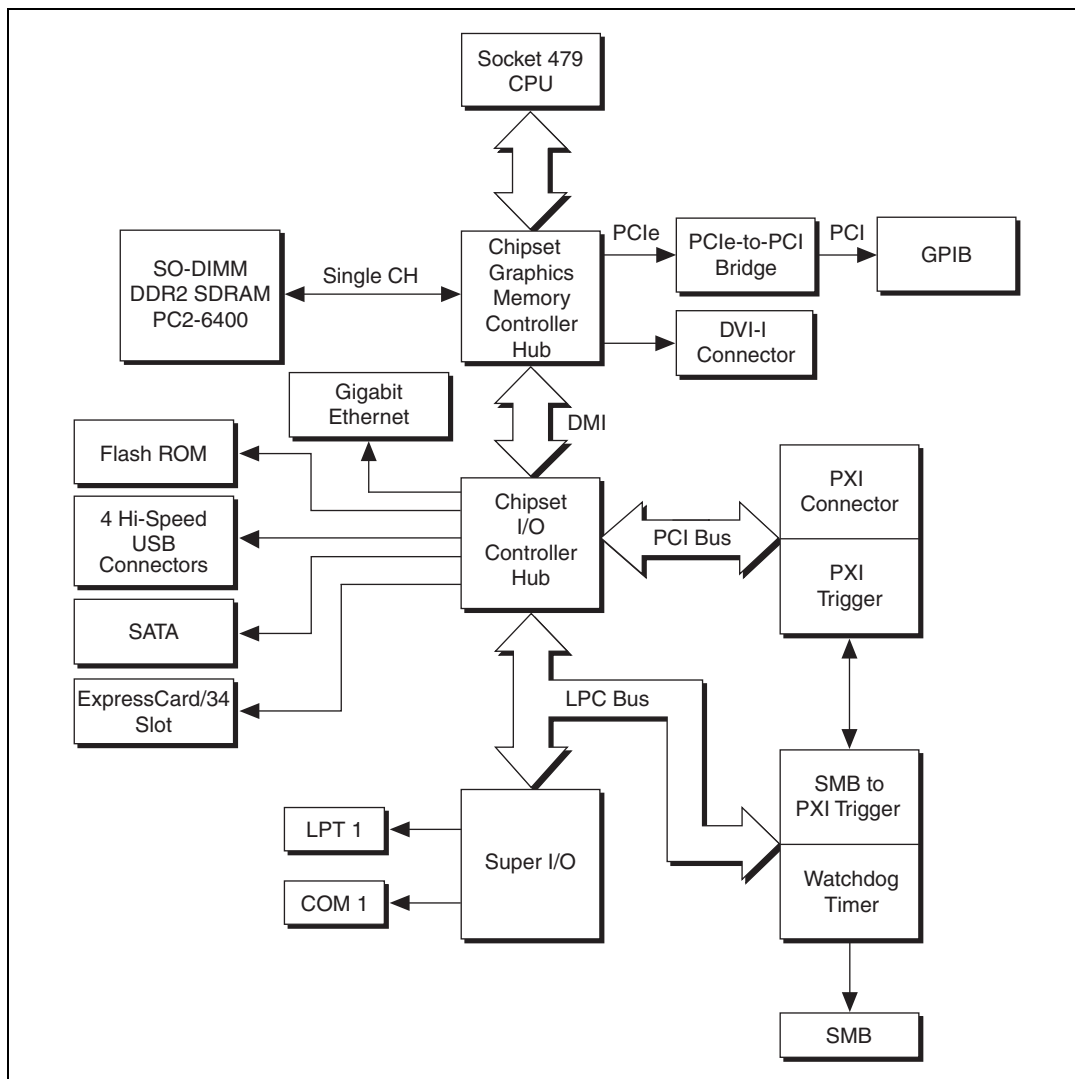 Socket 479
CPU
SO-DIMM
DDR2 SDRAM
PC2-6400
Single CH
Chipset
Graphics
Memory
Controller
Hub
PCIe
PCIe-to-PCI
Bridge
PCI
GPIB
DVI-I
Connector
DMI
Gigabit
Ethernet
Flash ROM
4 Hi-Speed
USB
Connectors
SATA
ExpressCard/34
Slot
Chipset
I/O
Controller
Hub
PCI Bus
PXI
Connector
PXI
Trigger
LPC Bus
LPT 1
COM 1
Super I/O
SMB to
PXI Trigger
Watchdog
Timer
SMB